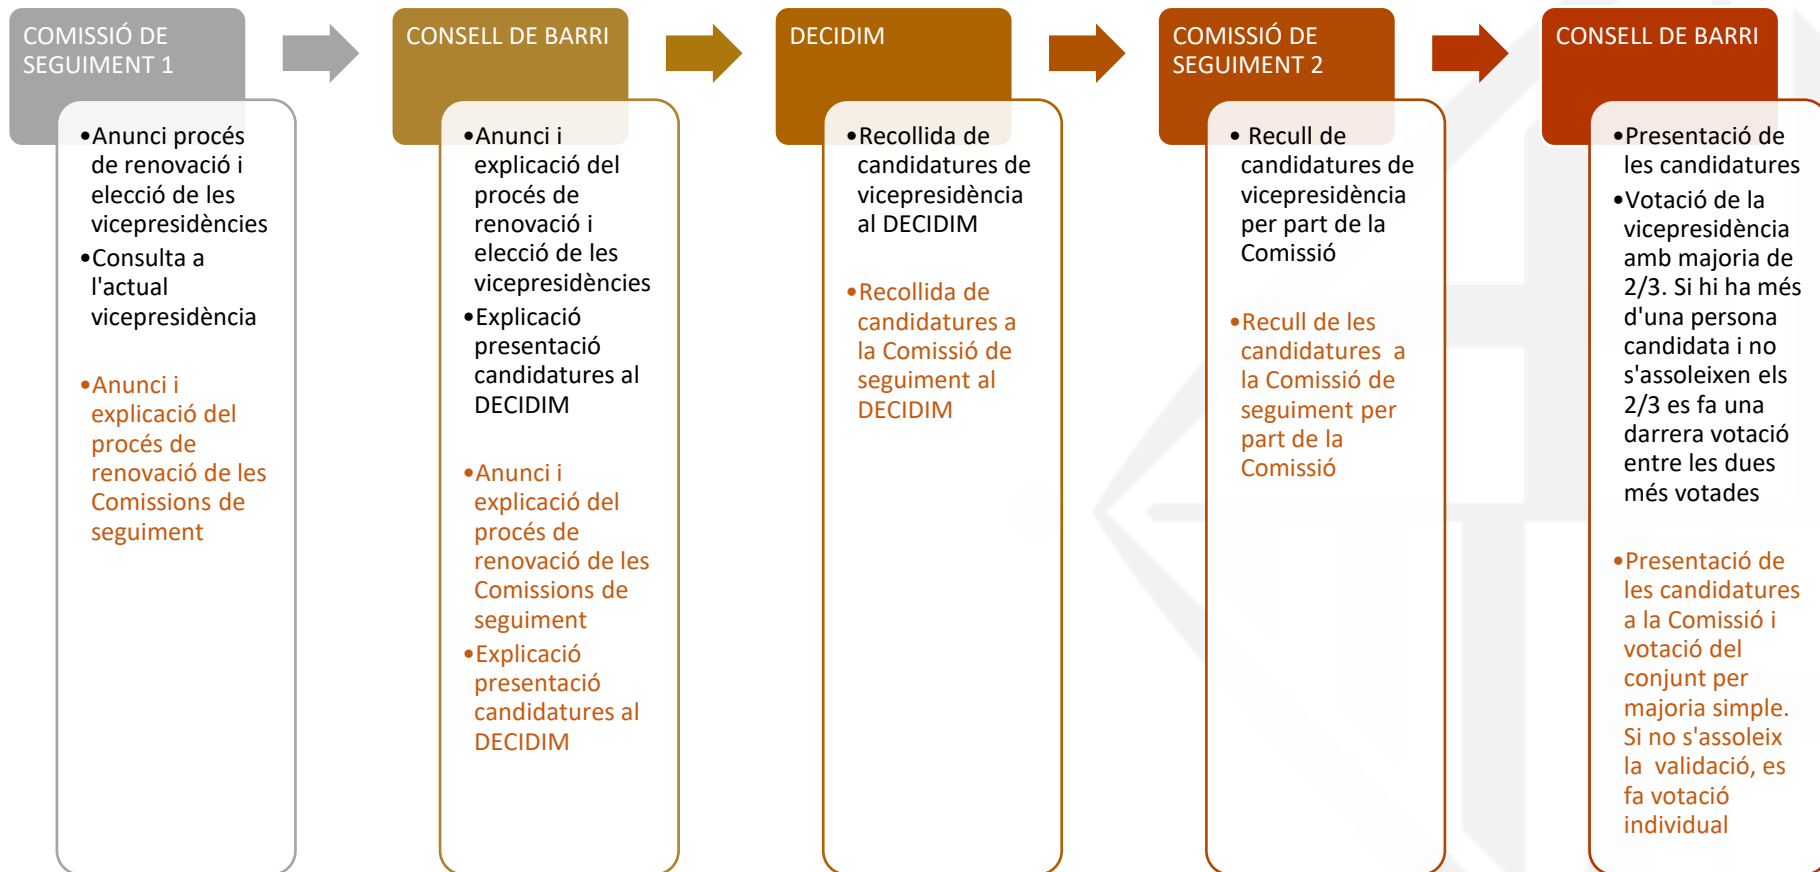 COMISSIÓ DE
SEGUIMENT 1
•Anunci procés
de renovació i
elecció de les
vicepresidències
•Consulta a
l'actual
vicepresidència
•Anunci i
explicació del
procés de
renovació de les
Comissions de
seguiment
CONSELL DE BARRI
•Anunci i
explicació del
procés de
renovació i
elecció de les
vicepresidències
•Explicació
presentació
candidatures al
DECIDIM
•Anunci i
explicació del
procés de
renovació de les
Comissions de
seguiment
•Explicació
presentació
candidatures al
DECIDIM
DECIDIM
•Recollida de
candidatures de
vicepresidència
al DECIDIM
•Recollida de
candidatures a
la Comissió de
seguiment al
DECIDIM
COMISSIÓ DE
SEGUIMENT 2
• Recull de
candidatures de
vicepresidència
per part de la
Comissió
•Recull de les
candidatures a
la Comissió de
seguiment per
part de la
Comissió
CONSELL DE BARRI
•Presentació de
les candidatures
•Votació de la
vicepresidència
amb majoria de
2/3. Si hi ha més
d'una persona
candidata i no
s'assoleixen els
2/3 es fa una
darrera votació
entre les dues
més votades
•Presentació de
les candidatures
a la Comissió i
votació del
conjunt per
majoria simple.
Si no s'assoleix
la validació, es
fa votació
individual